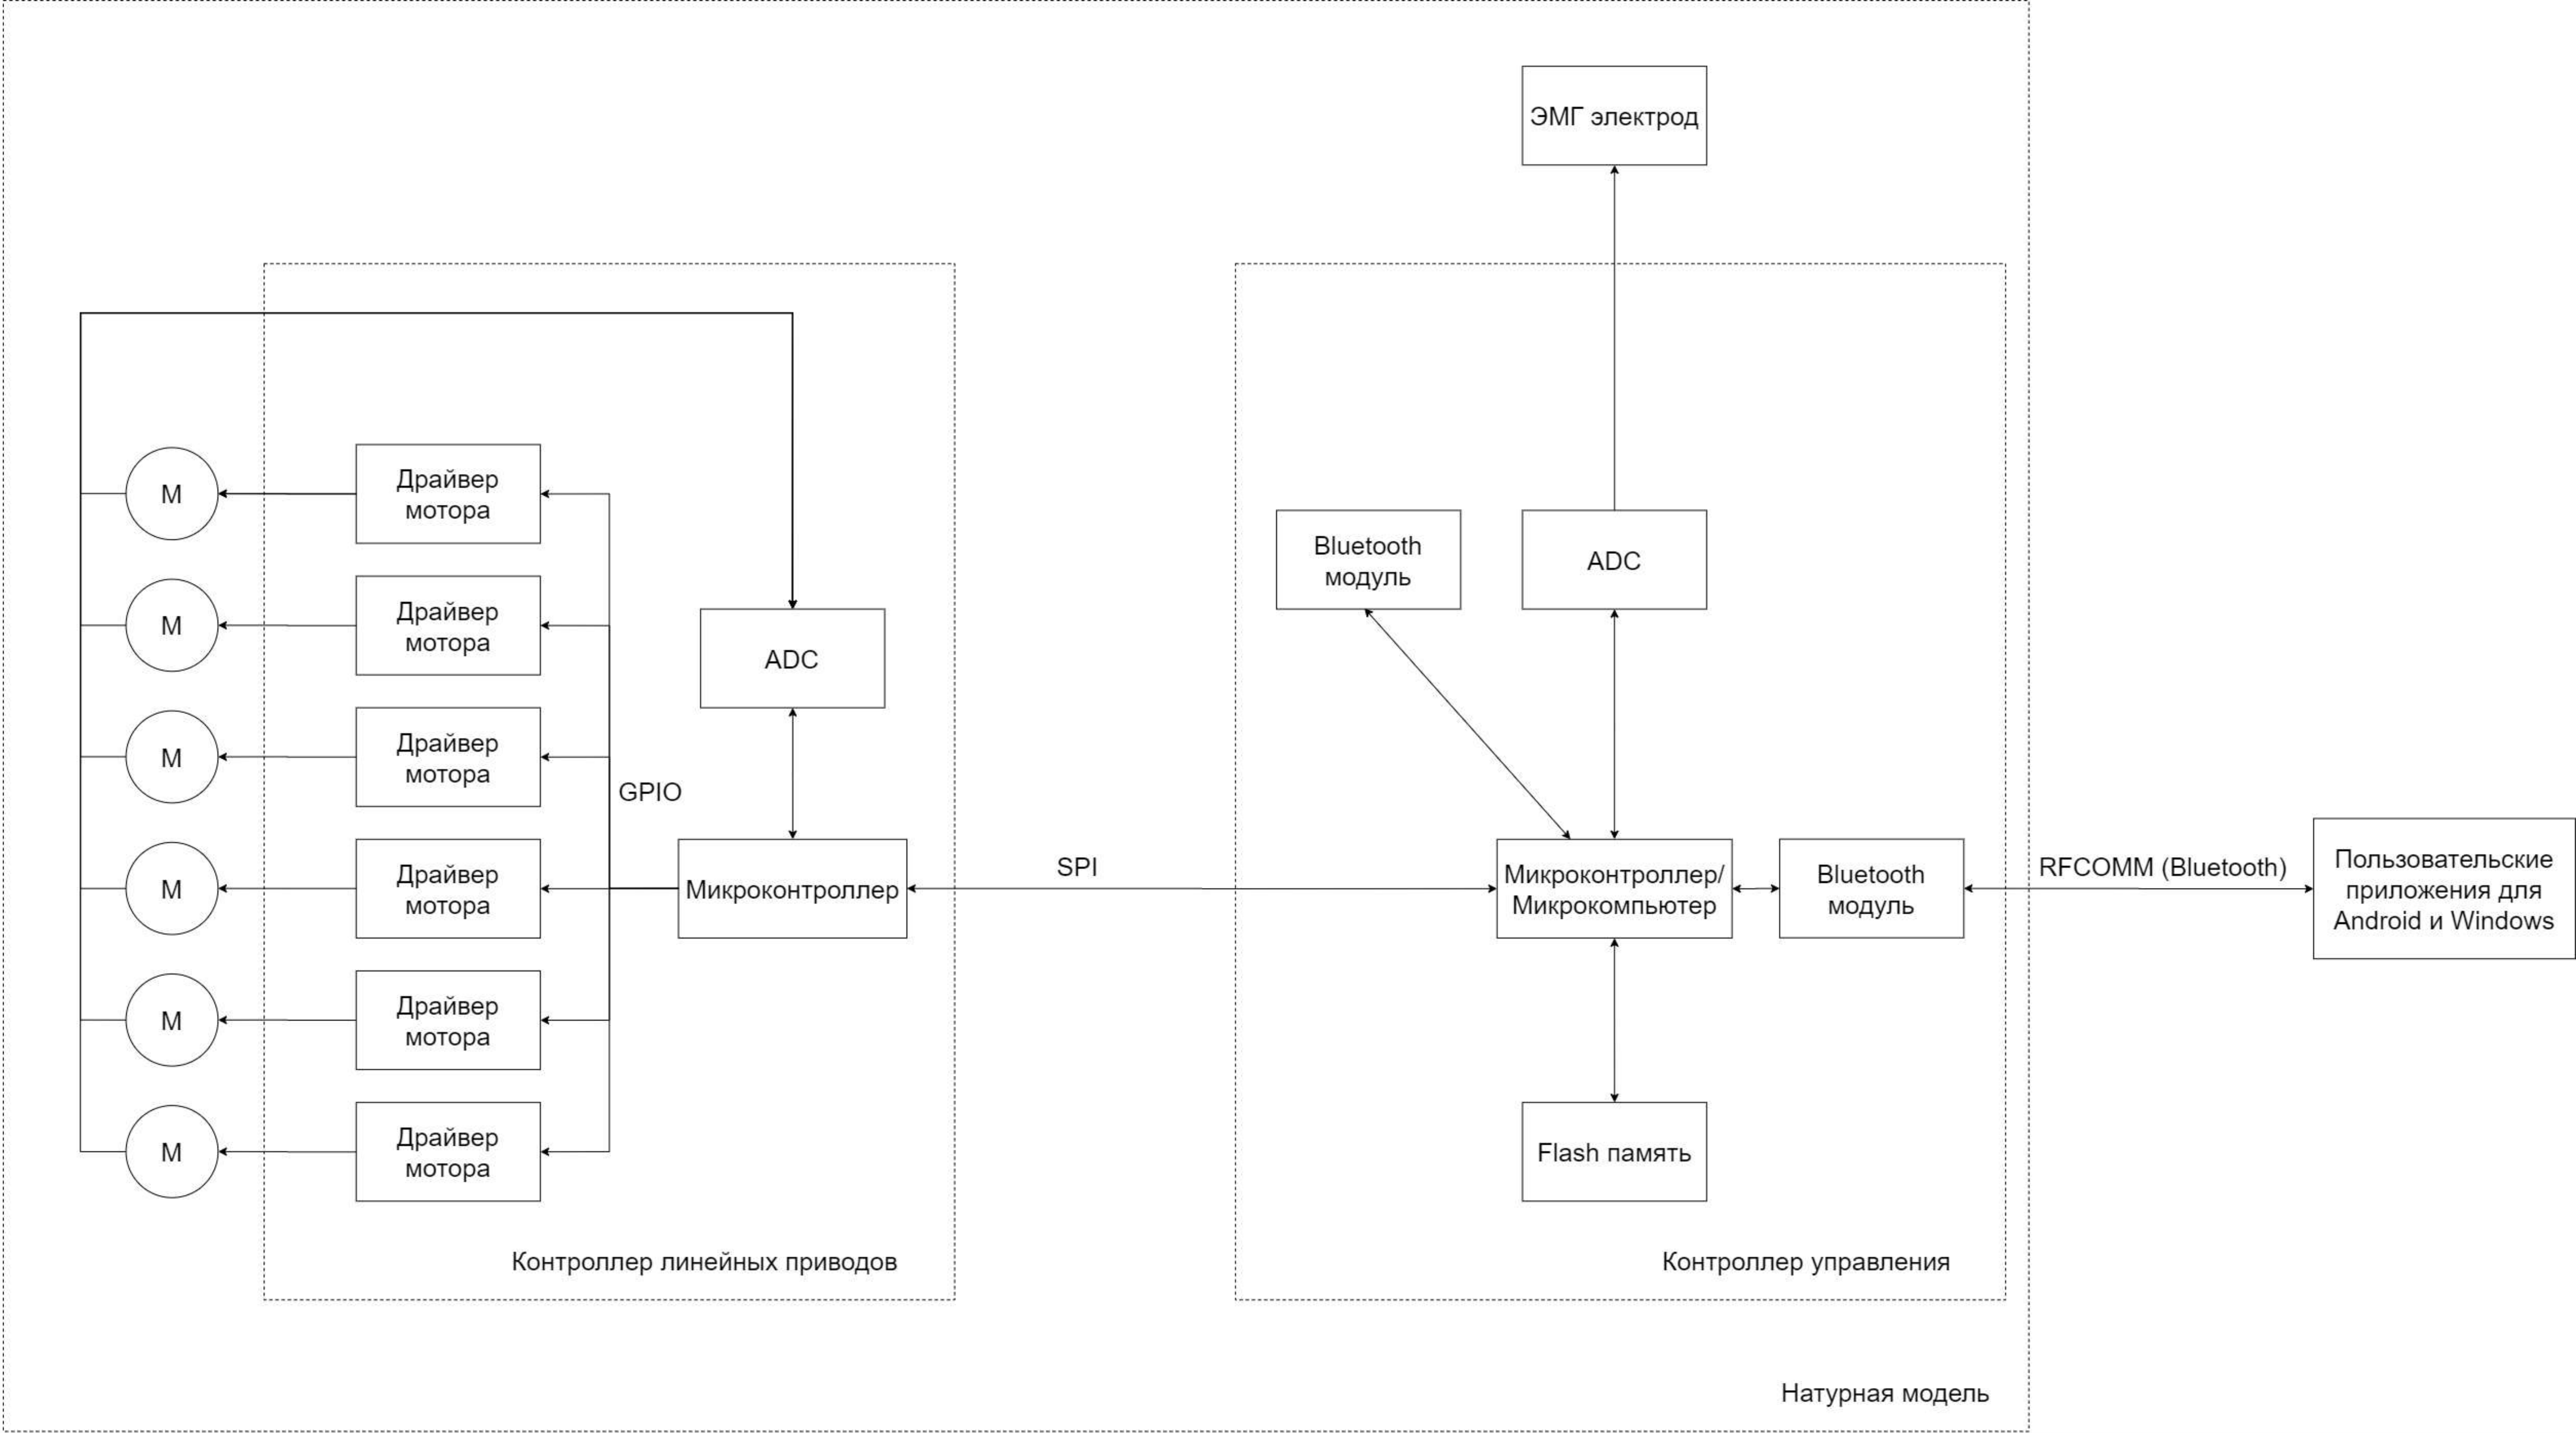 ЭМГ электрод
M
Драйвер
мотора
M
Драйвер
мотора
M
Драйвер
мотора
M
Драйвер
мотора
M
Драйвер
мотора
M
Драйвер
мотора
GPIO
ADC
Микроконтроллер
Контроллер линейных приводов
SPI
Bluetooth
модуль
ADC
Микроконтроллер/
Микрокомпьютер
Bluetooth
модуль
Flash память
Контроллер управления
RFCOMM (Bluetooth)
Пользовательские
приложения для
Android и Windows
Натурная модель